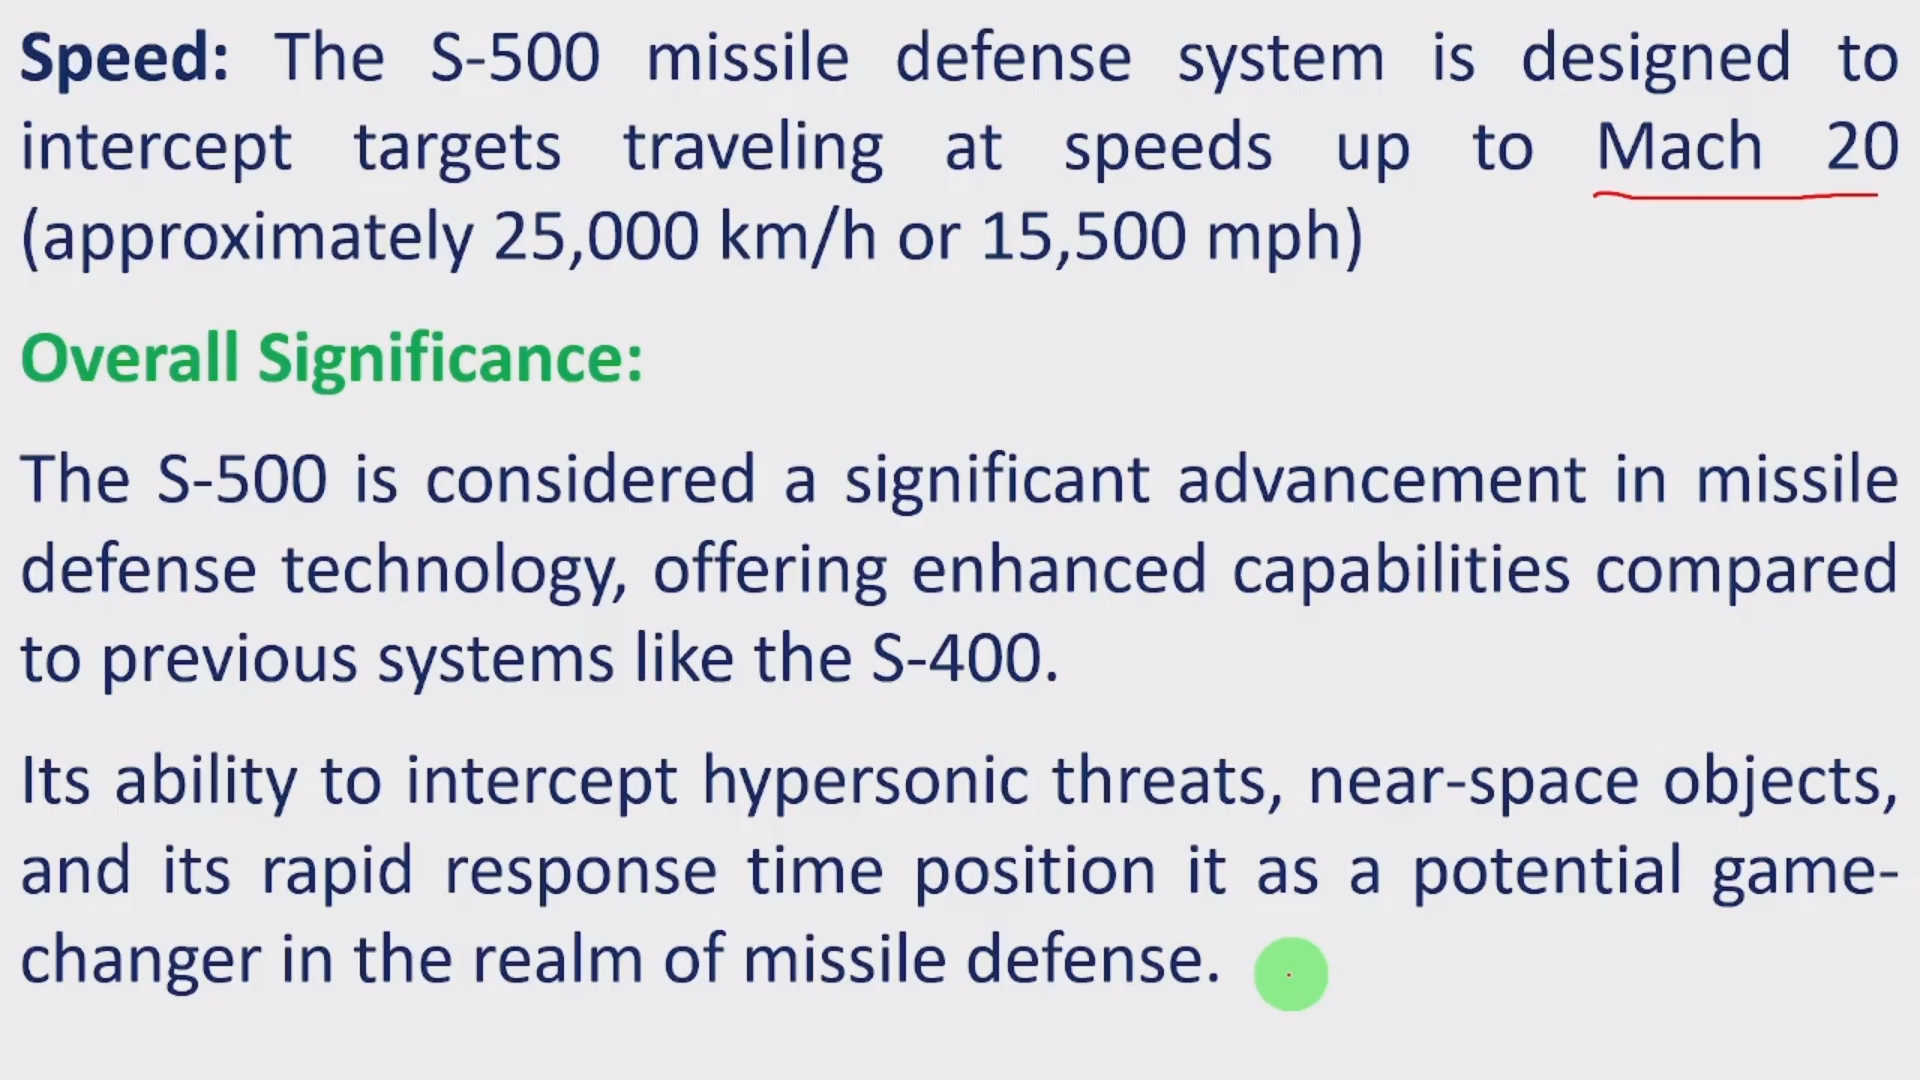 Speed: The S-500 missile defense system is designed to
intercept targets traveling at speeds up to Mach 20
(approximately 25,000 km/h or 15,500 mph)
Overall Significance:
The S-500 is considered a significant advancement in missile
defense technology, offering enhanced capabilities compared
to previous systems like the S-400.
Its ability to intercept hypersonic threats, near-space objects,
and its rapid response time position it as a potential game-
changer in the realm of missile defense.